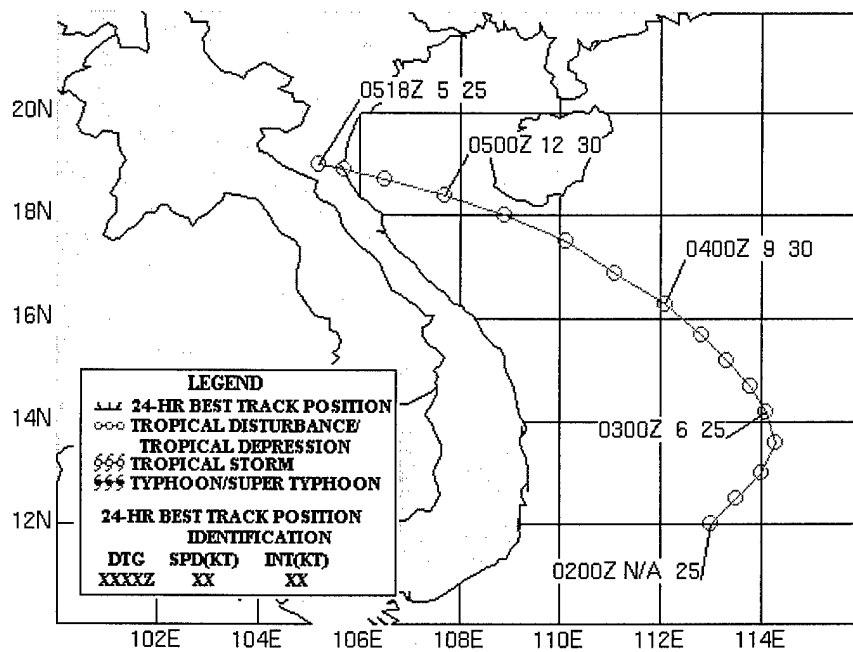 0518Z 5 25
20N
0500Z 12 30
18N
0400Z 9 30
16N
LEGEND
24-HR BEST TRACK POSITION
TROPICAL DISTURBANCE/
TROPICAL DEPRESSION
TROPICAL STORM
TYPHOON/SUPER TYPHOON
24-HR BEST TRACK POSITION
IDENTIFICATION
DTG SPD(KT) INT(KT)
XXXXZ XX XX
14N
0300Z 6 25
12N
0200Z N/A 25
102E 104E 106E 108E 110E 112E 114E